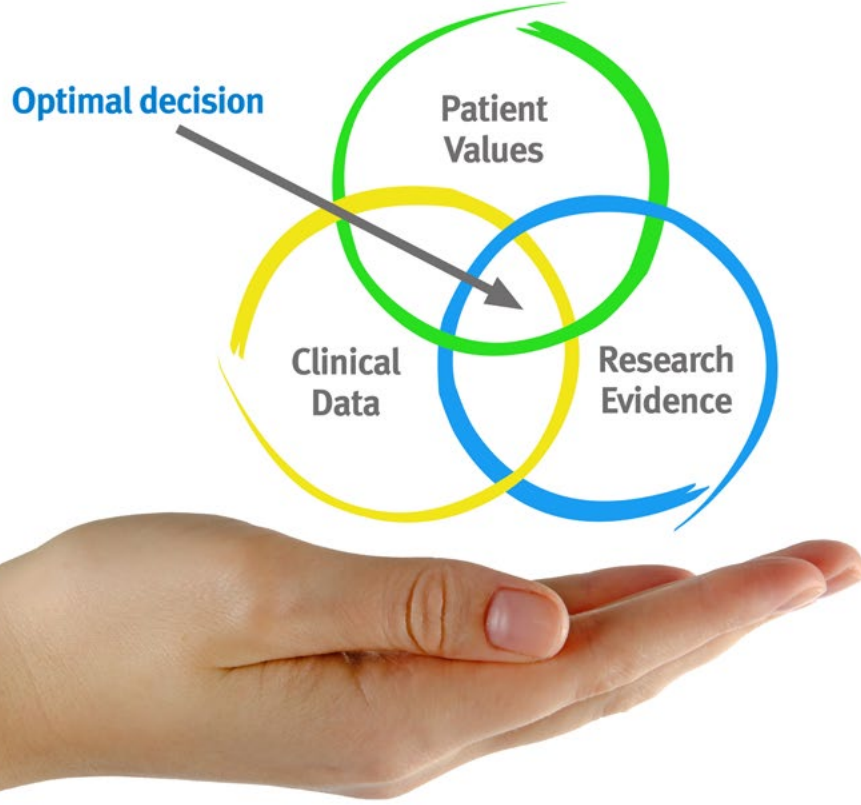 Optimal decision
Patient
Values
Clinical
Data
Research
Evidence